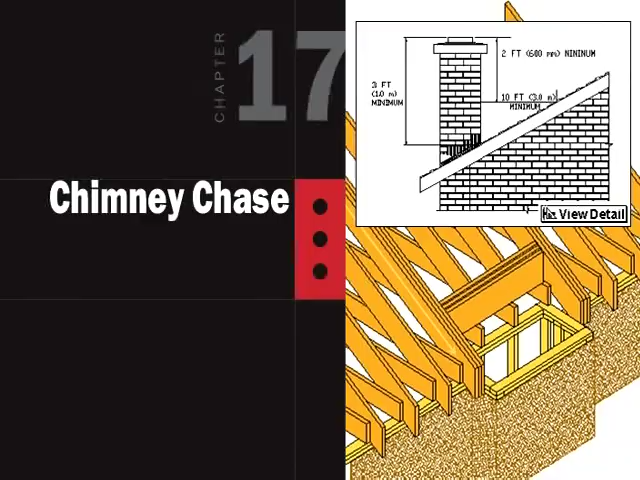 CHAPTER
17
Chimney Chase
2 FT (600 mm) MININUM
3 FT
(1.0 m)
MINIMUM
10 FT (3.0 m)
MINIMUM
View Detail